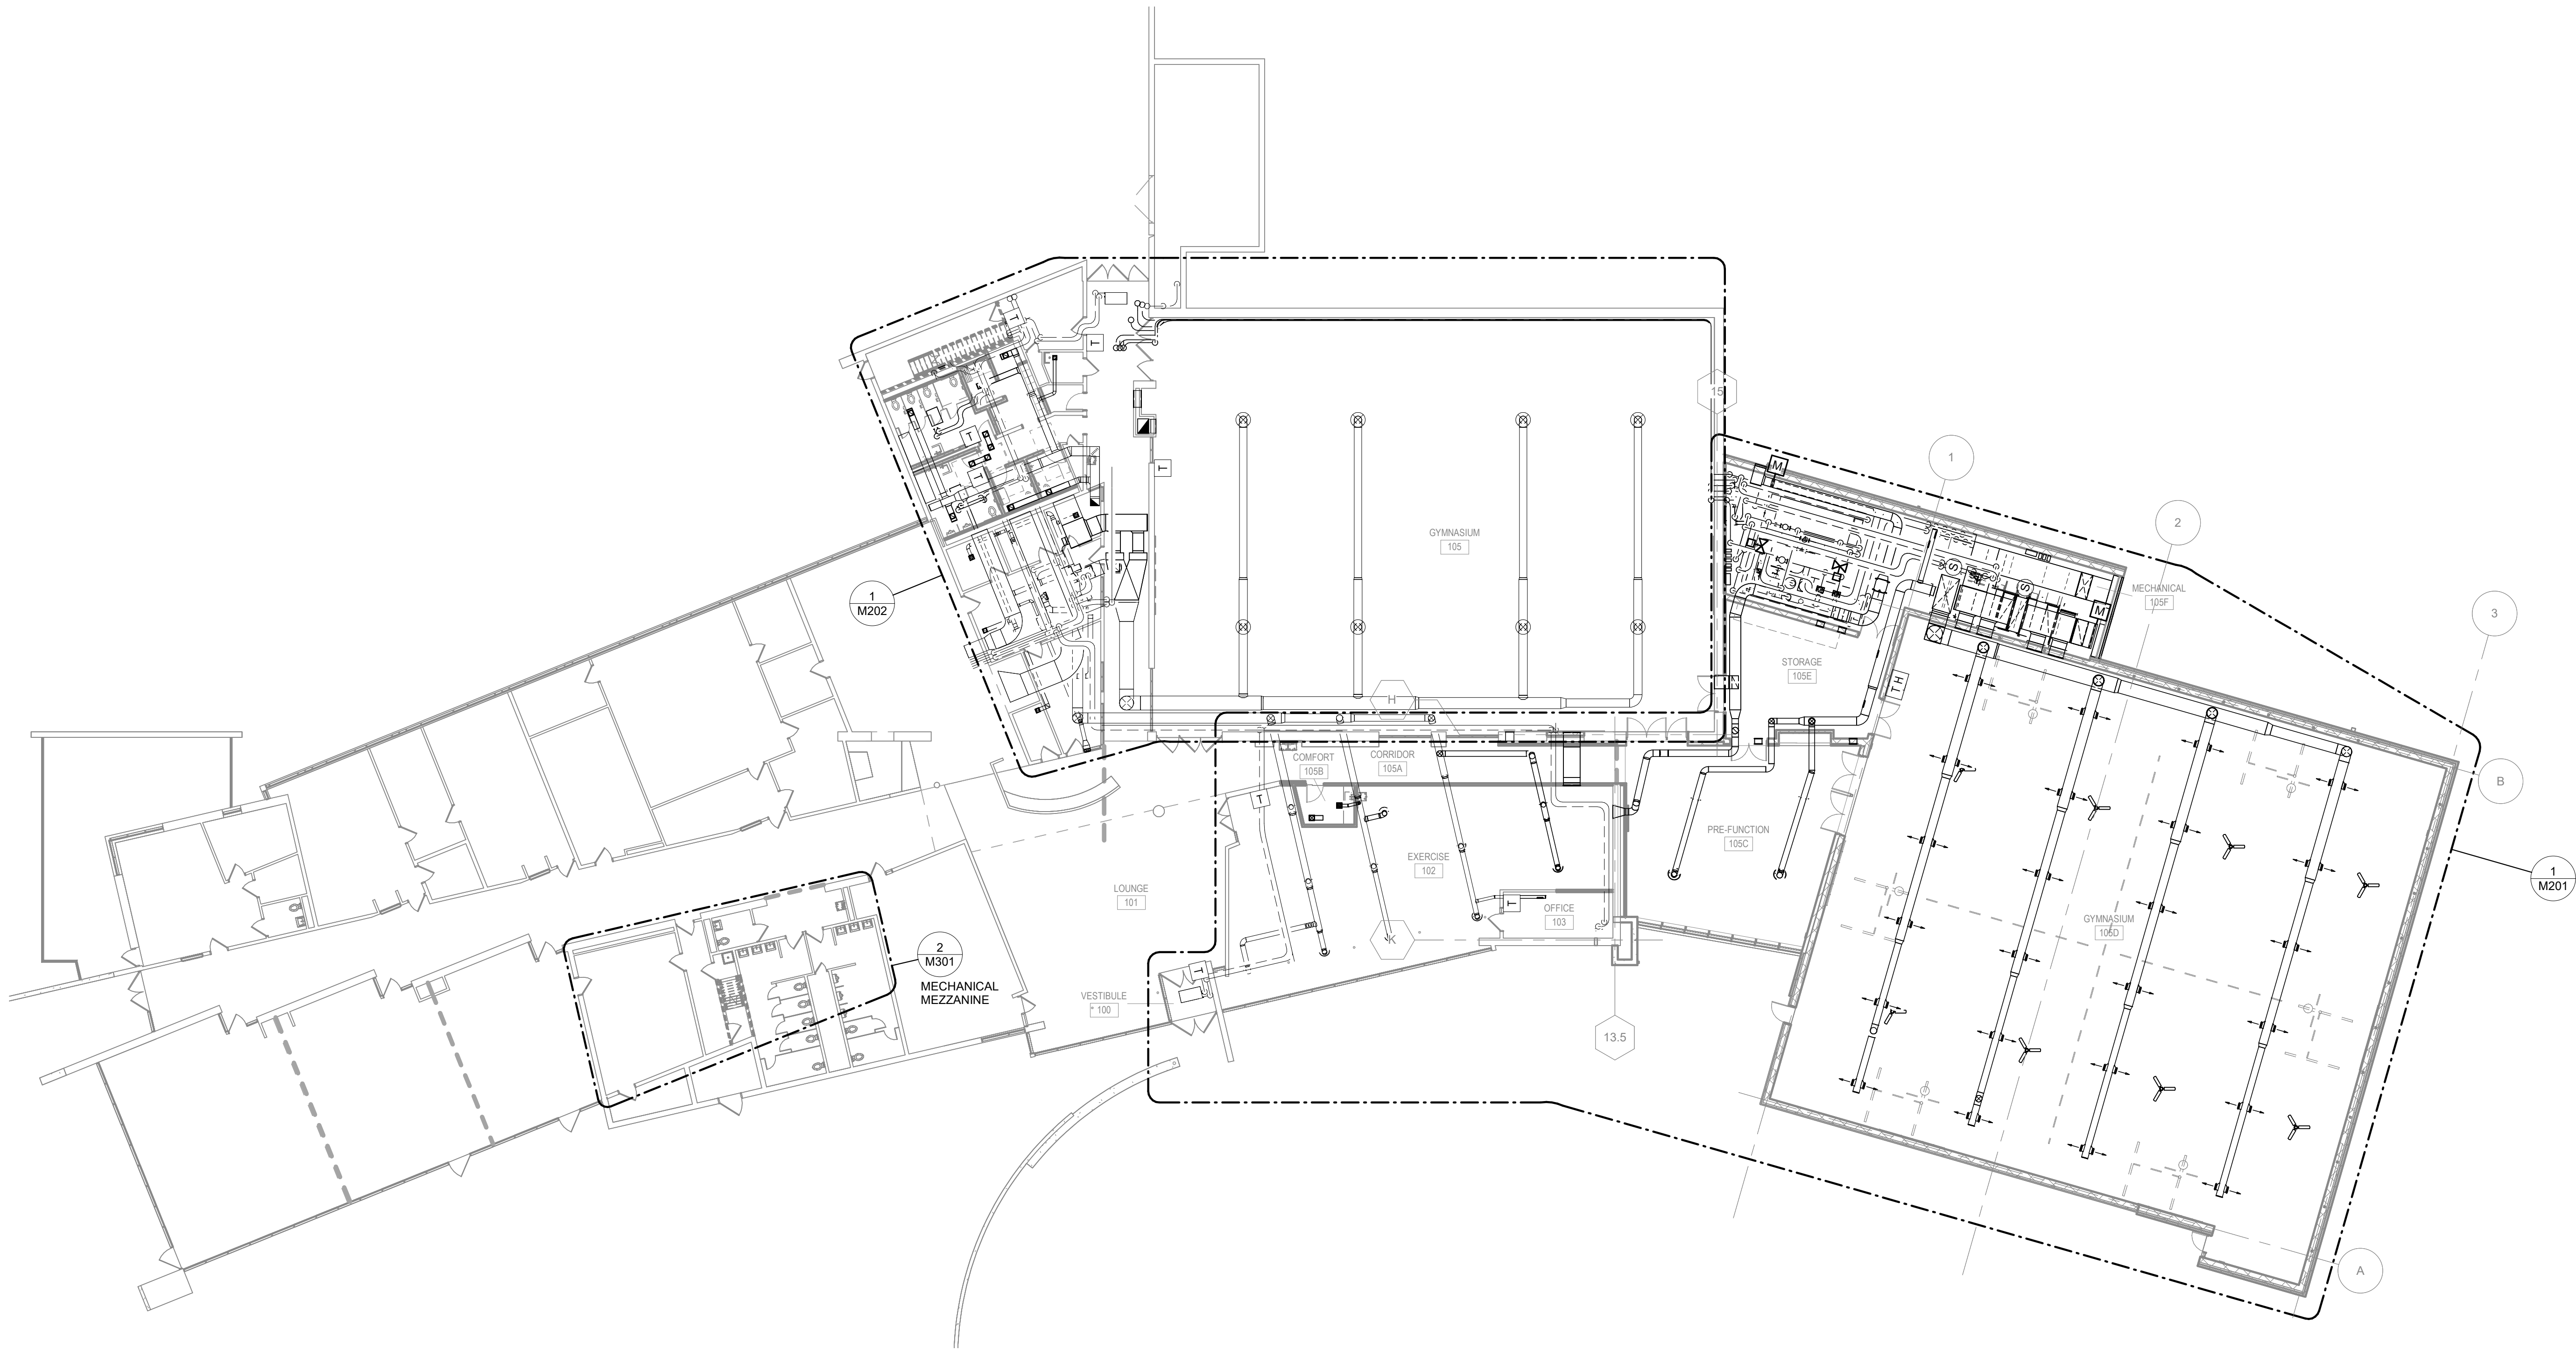 15
1
2
3
GYMNASIUM
105
M
MECHANICAL
105F
M
S
S
T
T
T
T
T
1
M202
STORAGE
105E
TH
H
B
COMFORT
105B
CORRIDOR
105A
T
PRE-FUNCTION
105C
EXERCISE
102
LOUNGE
101
T
OFFICE
103
1
M201
GYMNASIUM
105D
K
2
M301
MECHANICAL
MEZZANINE
T
VESTIBULE
100
13.5
A